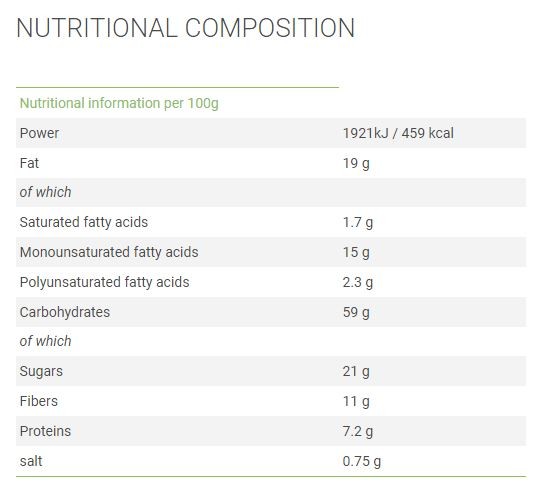 NUTRITIONAL COMPOSITION
Nutritional information per 100g
Power 1921kJ / 459 kcal
Fat 19 g
of which
Saturated fatty acids 1.7 g
Monounsaturated fatty acids 15 g
Polyunsaturated fatty acids 2.3 g
Carbohydrates 59 g
of which
Sugars 21 g
Fibers 11 g
Proteins 7.2 g
salt 0.75 g